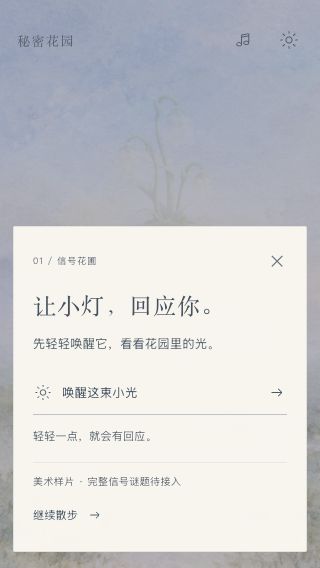 秘密花园
01 / 信号花圃
让小灯，回应你。
先轻轻唤醒它，看看花园里的光。
唤醒这束小光 →
轻轻一点，就会有回应。
美术样片 · 完整信号谜题待接入
继续散步 →